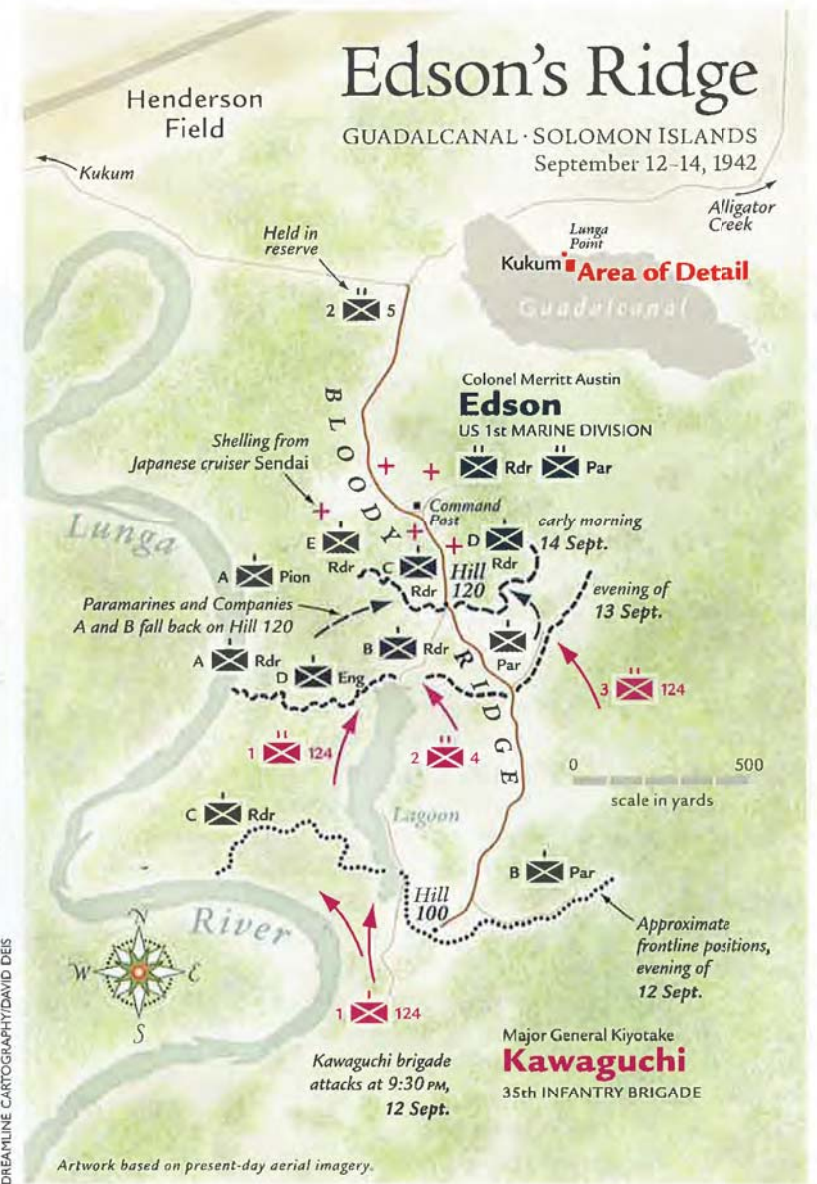 Edson's Ridge
GUADALCANAL · SOLOMON ISLANDS
September 12–14, 1942
Henderson
Field
Kukum
Alligator
Creek
Held in
reserve
2 5
Lunga
Point
Kukum
Area of Detail
Guadalcanal
Colonel Merritt Austin
Edson
US 1st MARINE DIVISION
Rdr Par
BLOODY
Shelling from
Japanese cruiser Sendai
Command
Post
early morning
14 Sept.
E
Rdr
C
Rdr
D
Rdr
Hill
120
Lunga
A Pion
evening of
13 Sept.
Paramarines and Companies
A and B fall back on Hill 120
B Rdr
A Rdr
D Eng
Par
RIDGE
3 124
1 124
2 4
0 500
scale in yards
C Rdr
Lagoon
B Par
Hill
100
River
Approximate
frontline positions,
evening of
12 Sept.
N
W E
S
1 124
Kawaguchi brigade
attacks at 9:30 PM,
12 Sept.
Major General Kiyotake
Kawaguchi
35th INFANTRY BRIGADE
Artwork based on present-day aerial imagery.
DREAMLINE CARTOGRAPHY/DAVID DEIS